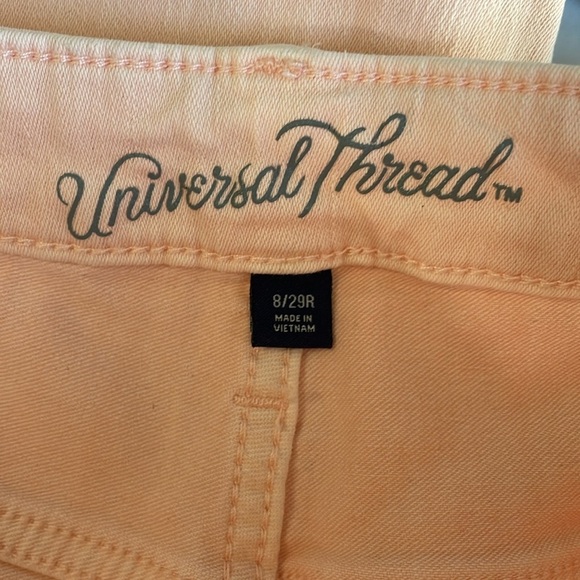 Universal Thread™
8/29R
MADE IN
VIETNAM